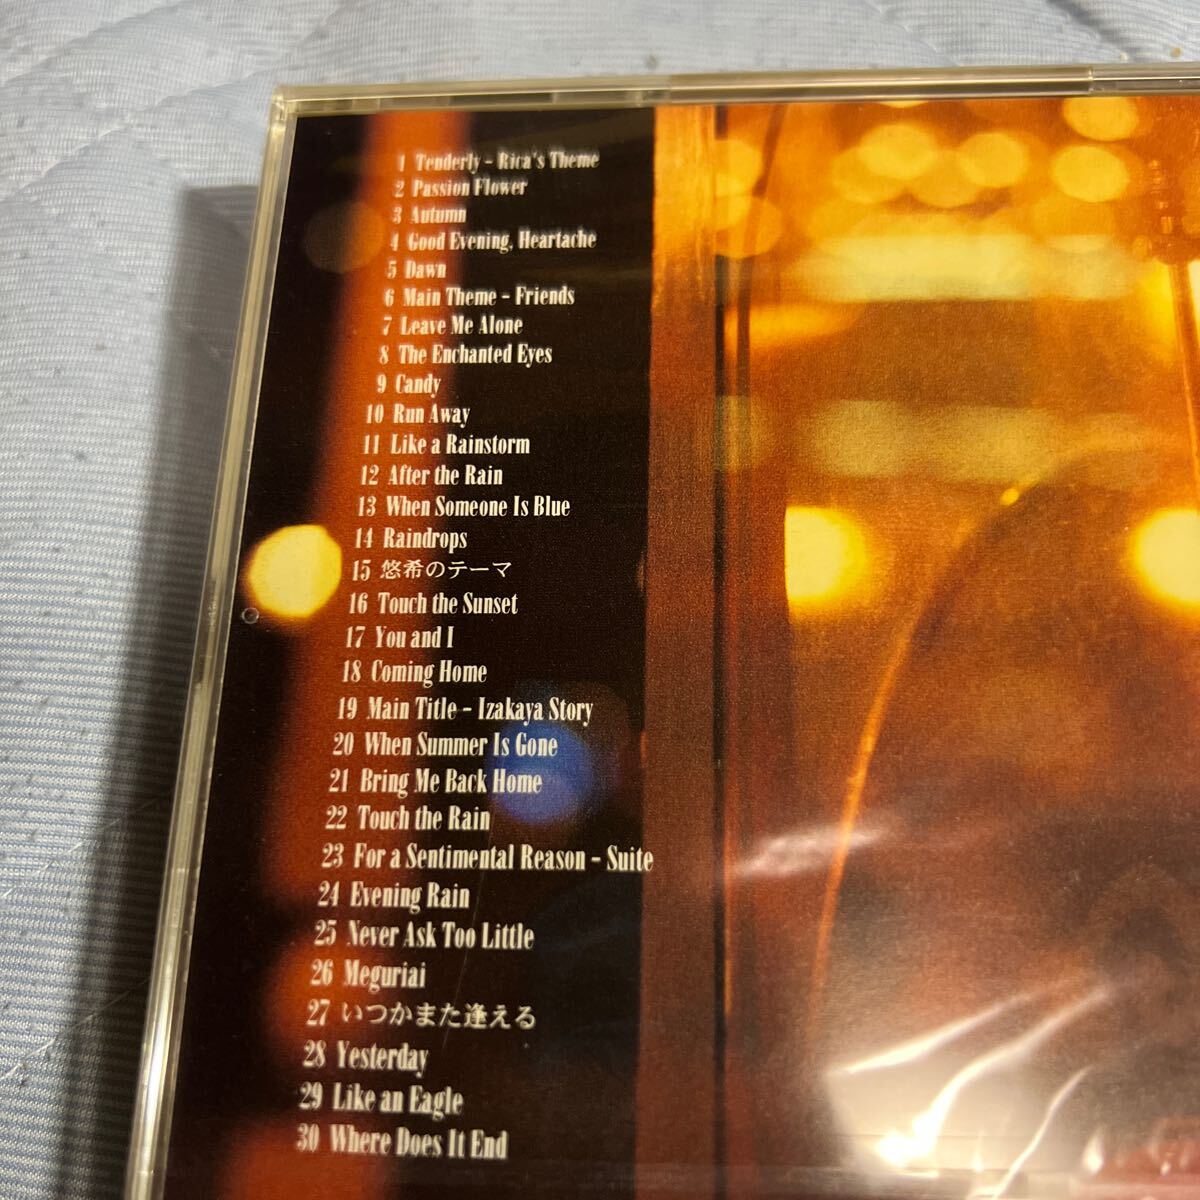 1 Tenderly - Rica's Theme
2 Passion Flower
3 Autumn
4 Good Evening, Heartache
5 Dawn
6 Main Theme - Friends
7 Leave Me Alone
8 The Enchanted Eyes
9 Candy
10 Run Away
11 Like a Rainstorm
12 After the Rain
13 When Someone Is Blue
14 Raindrops
15 悠希のテーマ
16 Touch the Sunset
17 You and I
18 Coming Home
19 Main Title - Izakaya Story
20 When Summer Is Gone
21 Bring Me Back Home
22 Touch the Rain
23 For a Sentimental Reason - Suite
24 Evening Rain
25 Never Ask Too Little
26 Meguriai
27 いつかまた逢える
28 Yesterday
29 Like an Eagle
30 Where Does It End